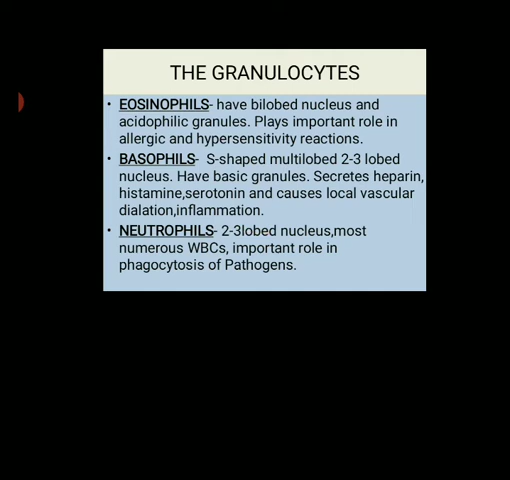 THE GRANULOCYTES
• EOSINOPHILS- have bilobed nucleus and
acidophilic granules. Plays important role in
allergic and hypersensitivity reactions.
• BASOPHILS-  S-shaped multilobed 2-3 lobed
nucleus. Have basic granules. Secretes heparin,
histamine,serotonin and causes local vascular
dialation,inflammation.
• NEUTROPHILS- 2-3lobed nucleus,most
numerous WBCs, important role in
phagocytosis of Pathogens.